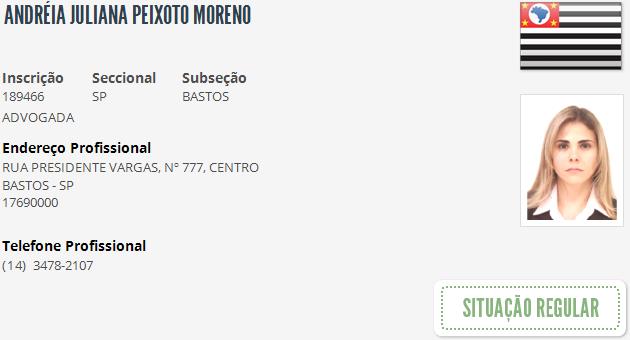 ANDRÉIA JULIANA PEIXOTO MORENO
Inscrição Seccional Subseção
189466 SP BASTOS
ADVOGADA
Endereço Profissional
RUA PRESIDENTE VARGAS, Nº 777, CENTRO
BASTOS - SP
17690000
Telefone Profissional
(14) 3478-2107
SITUAÇÃO REGULAR